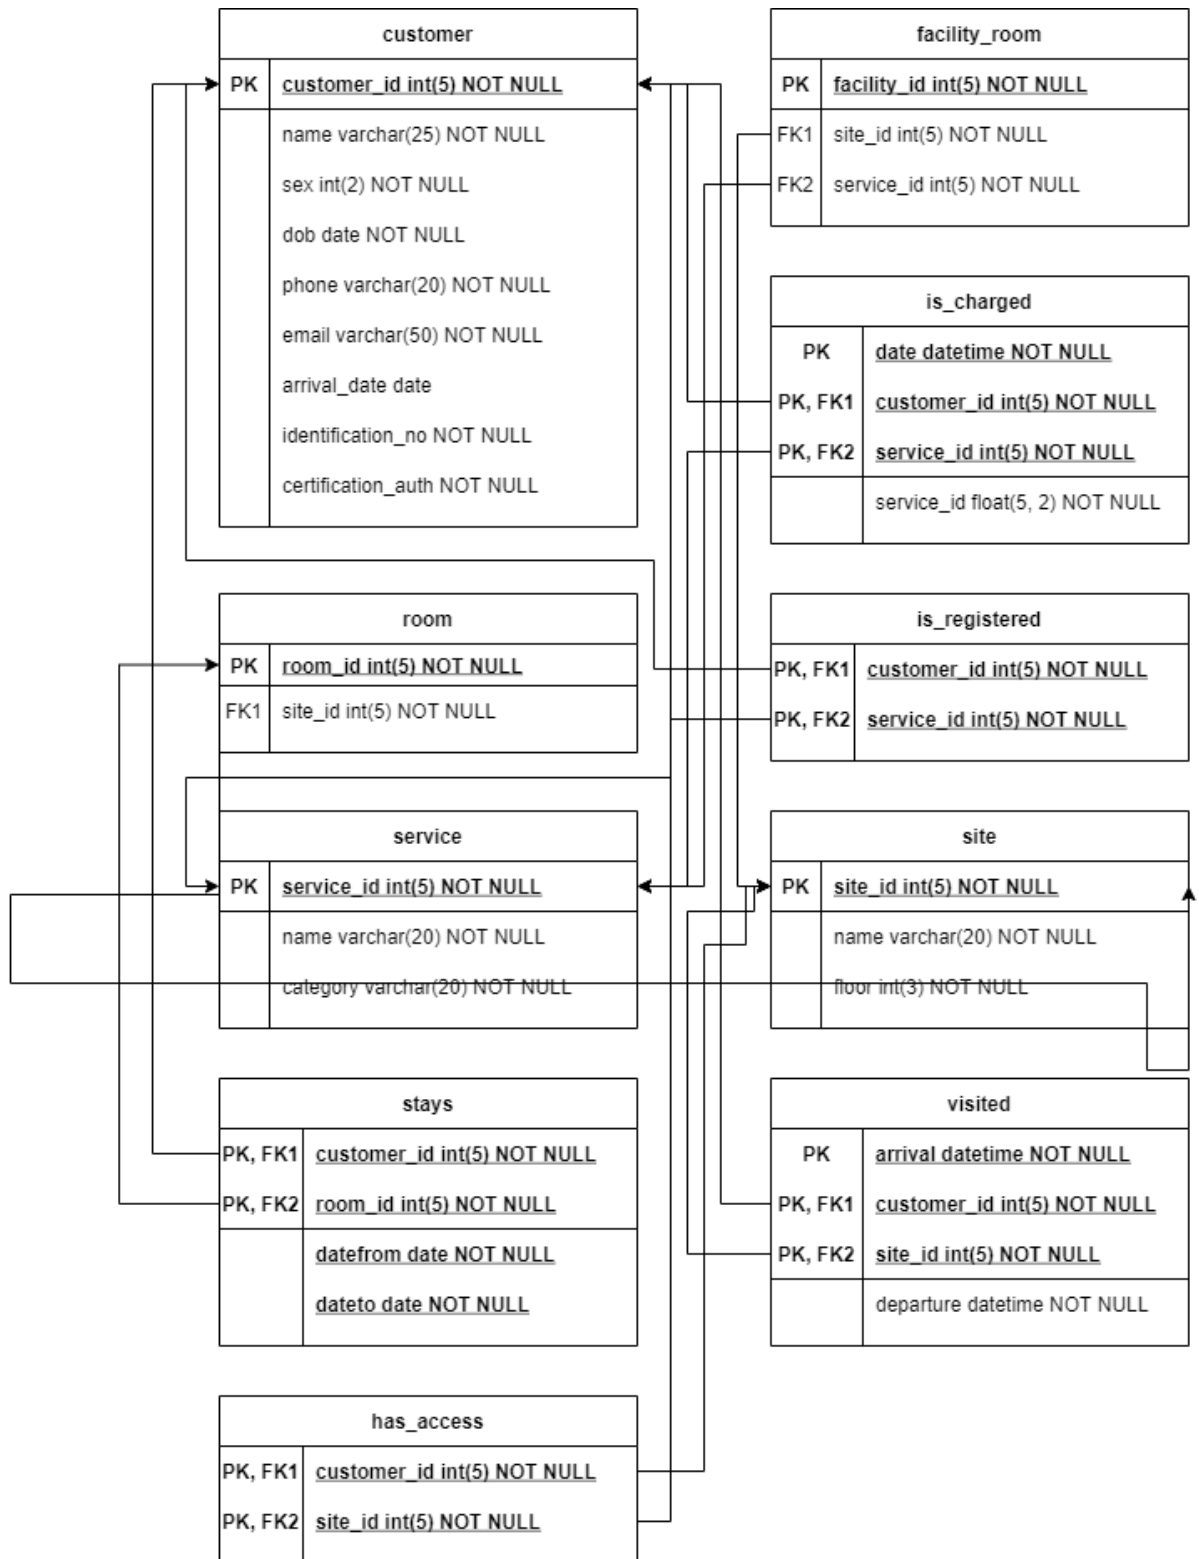 customer
PK customer_id int(5) NOT NULL
name varchar(25) NOT NULL
sex int(2) NOT NULL
dob date NOT NULL
phone varchar(20) NOT NULL
email varchar(50) NOT NULL
arrival_date date
identification_no NOT NULL
certification_auth NOT NULL
room
PK room_id int(5) NOT NULL
FK1 site_id int(5) NOT NULL
service
PK service_id int(5) NOT NULL
name varchar(20) NOT NULL
category varchar(20) NOT NULL
stays
PK, FK1 customer_id int(5) NOT NULL
PK, FK2 room_id int(5) NOT NULL
datefrom date NOT NULL
dateto date NOT NULL
has_access
PK, FK1 customer_id int(5) NOT NULL
PK, FK2 site_id int(5) NOT NULL
facility_room
PK facility_id int(5) NOT NULL
FK1 site_id int(5) NOT NULL
FK2 service_id int(5) NOT NULL
is_charged
PK date datetime NOT NULL
PK, FK1 customer_id int(5) NOT NULL
PK, FK2 service_id int(5) NOT NULL
service_id float(5, 2) NOT NULL
is_registered
PK, FK1 customer_id int(5) NOT NULL
PK, FK2 service_id int(5) NOT NULL
site
PK site_id int(5) NOT NULL
name varchar(20) NOT NULL
floor int(3) NOT NULL
visited
PK arrival datetime NOT NULL
PK, FK1 customer_id int(5) NOT NULL
PK, FK2 site_id int(5) NOT NULL
departure datetime NOT NULL